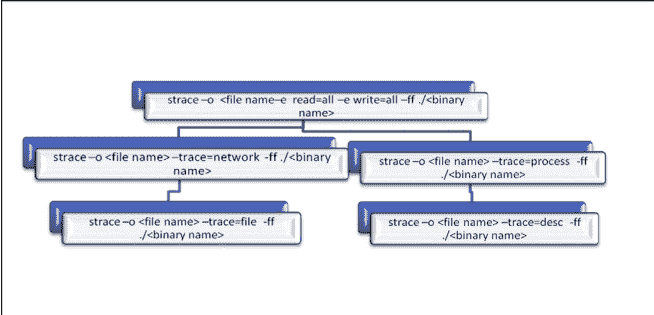 strace –o  <file name–e  read=all –e write=all –ff ./<binary
name>
strace –o <file name> –trace=network -ff ./<binary
name>
strace –o <file name> –trace=process  -ff
./<binary name>
strace –o <file name> –trace=file  -ff
./<binary name>
strace –o <file name> –trace=desc  -ff
./<binary name>